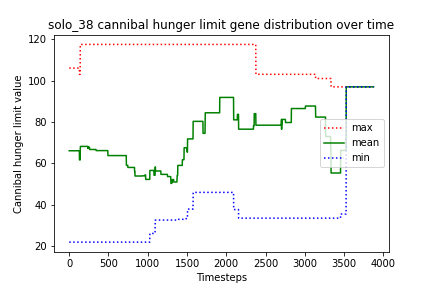 solo_38 cannibal hunger limit gene distribution over time
Cannibal hunger limit value
120
100
80
60
40
20
max
mean
min
0 500 1000 1500 2000 2500 3000 3500 4000
Timesteps